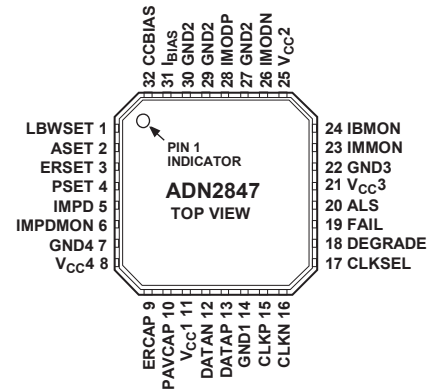 32 CCBIAS
31 IBIAS
30 GND2
29 GND2
28 IMODP
27 GND2
26 IMODN
25 VCC2
LBWSET 1
ASET 2
ERSET 3
PSET 4
IMPD 5
IMPDMON 6
GND4 7
VCC4 8
PIN 1
INDICATOR
ADN2847
TOP VIEW
24 IBMON
23 IMMON
22 GND3
21 VCC3
20 ALS
19 FAIL
18 DEGRADE
17 CLKSEL
ERCAP 9
PAVCAP 10
VCC1 11
DATAN 12
DATAP 13
GND1 14
CLKP 15
CLKN 16